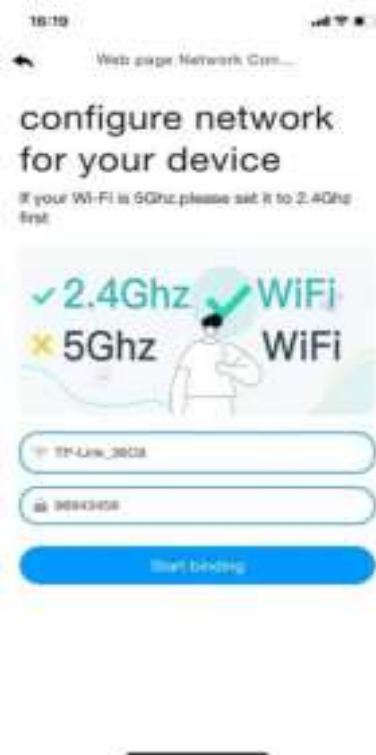 16:19
Web page Network Con...
configure network
for your device
If your Wi-Fi is 5Ghz,please set it to 2.4Ghz
first
2.4Ghz WiFi
5Ghz WiFi
Start binding